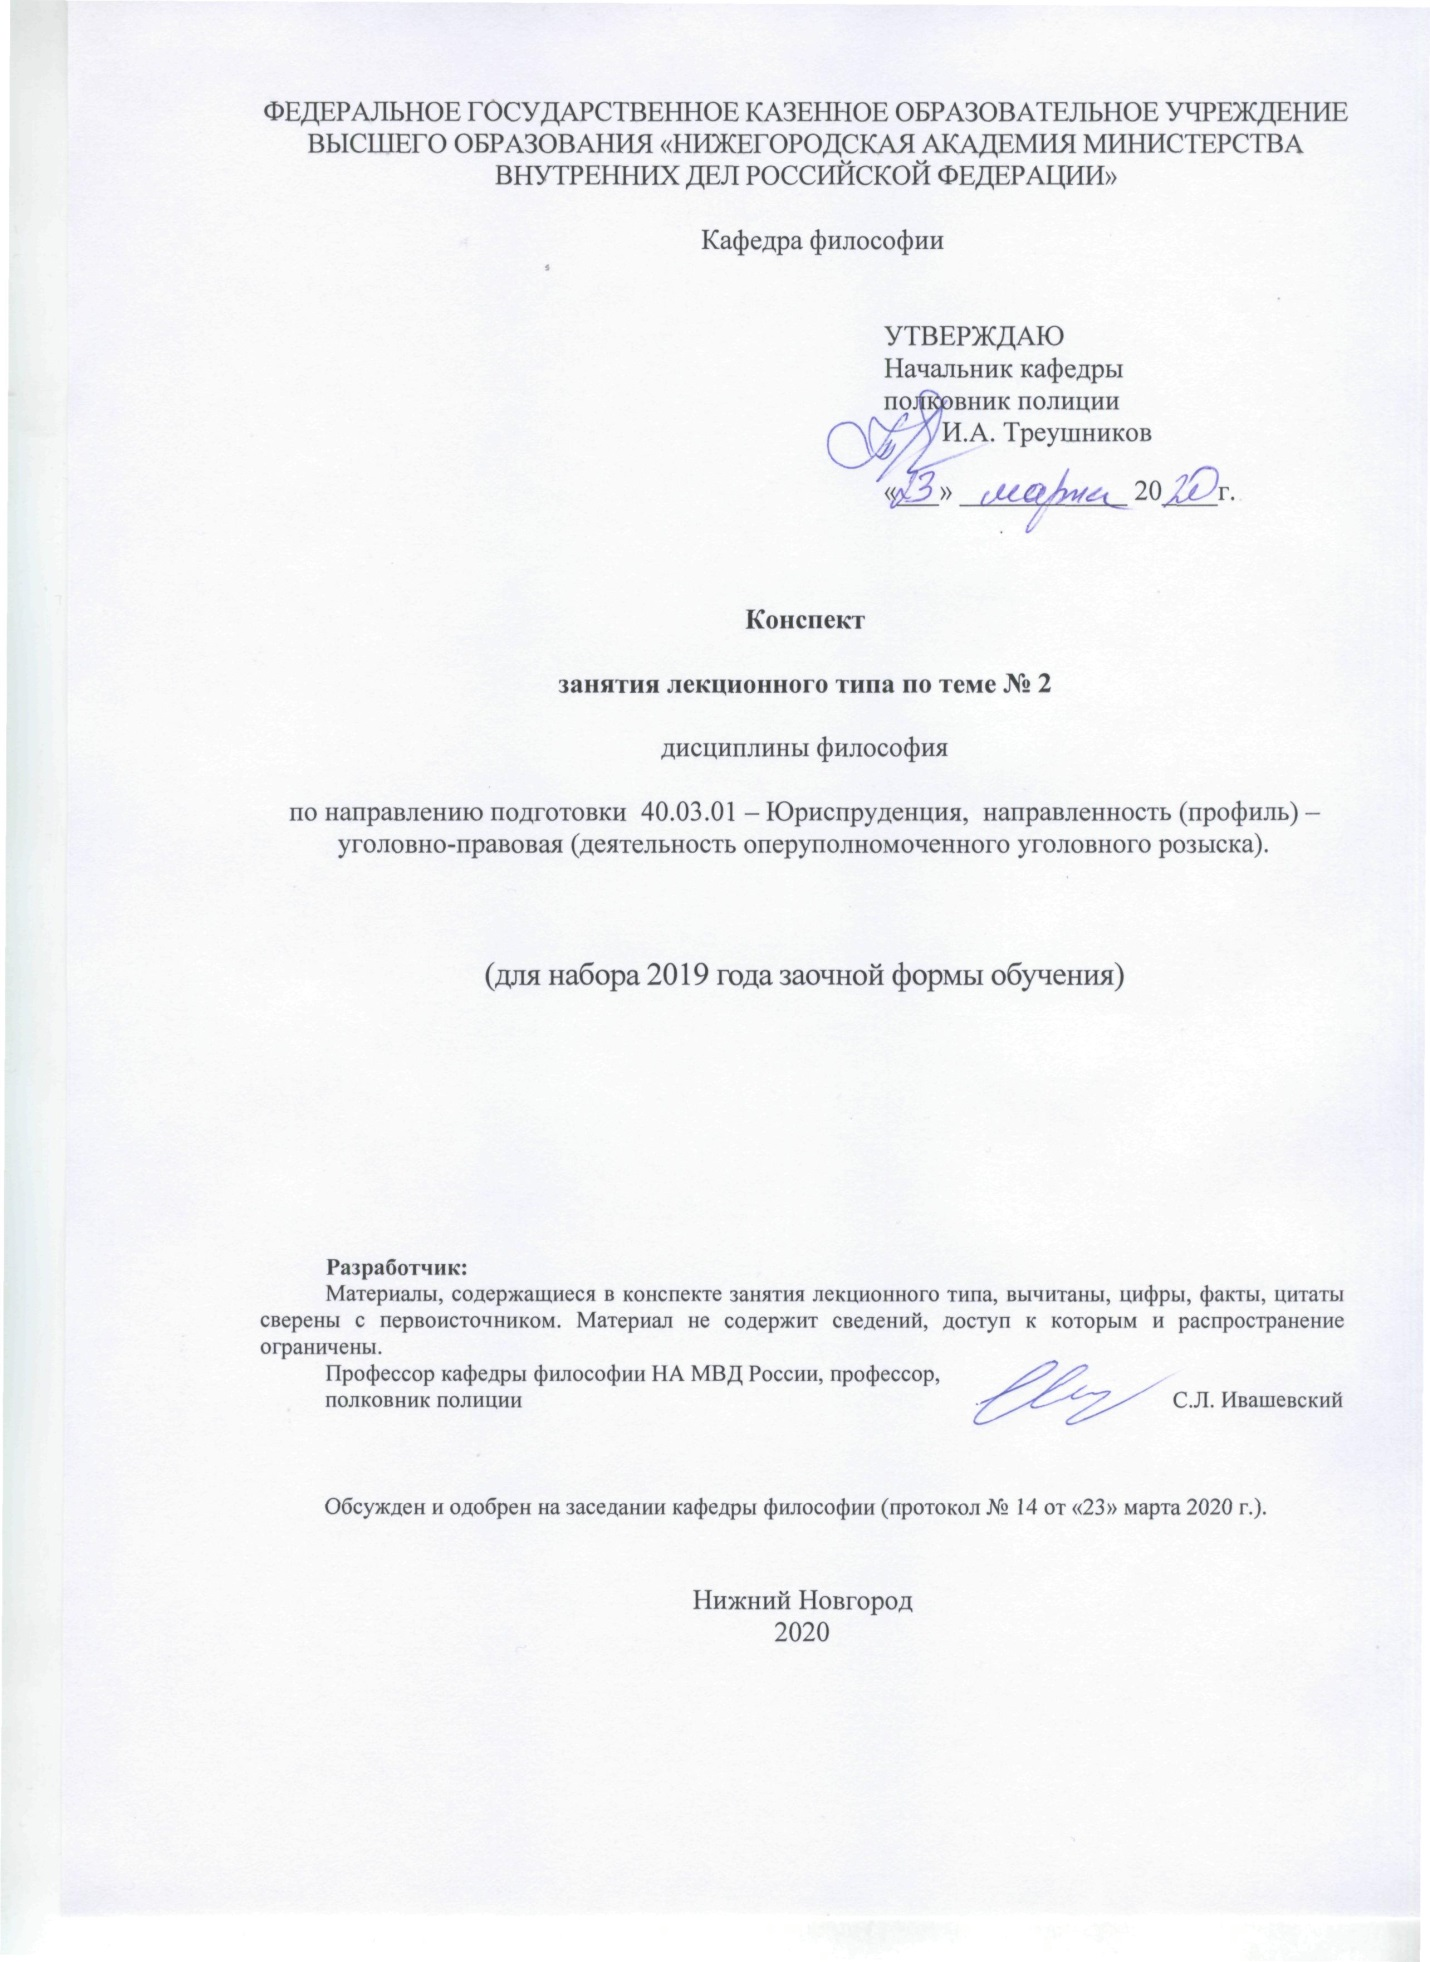 ФЕДЕРАЛЬНОЕ ГОСУДАРСТВЕННОЕ КАЗЕННОЕ ОБРАЗОВАТЕЛЬНОЕ УЧРЕЖДЕНИЕ
ВЫСШЕГО ОБРАЗОВАНИЯ «НИЖЕГОРОДСКАЯ АКАДЕМИЯ МИНИСТЕРСТВА
ВНУТРЕННИХ ДЕЛ РОССИЙСКОЙ ФЕДЕРАЦИИ»
Кафедра философии
УТВЕРЖДАЮ
Начальник кафедры
полковник полиции
И.А. Треушников
«23» марта 2020г.
Конспект
занятия лекционного типа по теме № 2
дисциплины философия
по направлению подготовки 40.03.01 – Юриспруденция, направленность (профиль) –
уголовно-правовая (деятельность оперуполномоченного уголовного розыска).
(для набора 2019 года заочной формы обучения)
Разработчик:
Материалы, содержащиеся в конспекте занятия лекционного типа, вычитаны, цифры, факты, цитаты
сверены с первоисточником. Материал не содержит сведений, доступ к которым и распространение
ограничены.
Профессор кафедры философии НА МВД России, профессор,
полковник полиции С.Л. Ивашевский
Обсужден и одобрен на заседании кафедры философии (протокол № 14 от «23» марта 2020 г.).
Нижний Новгород
2020